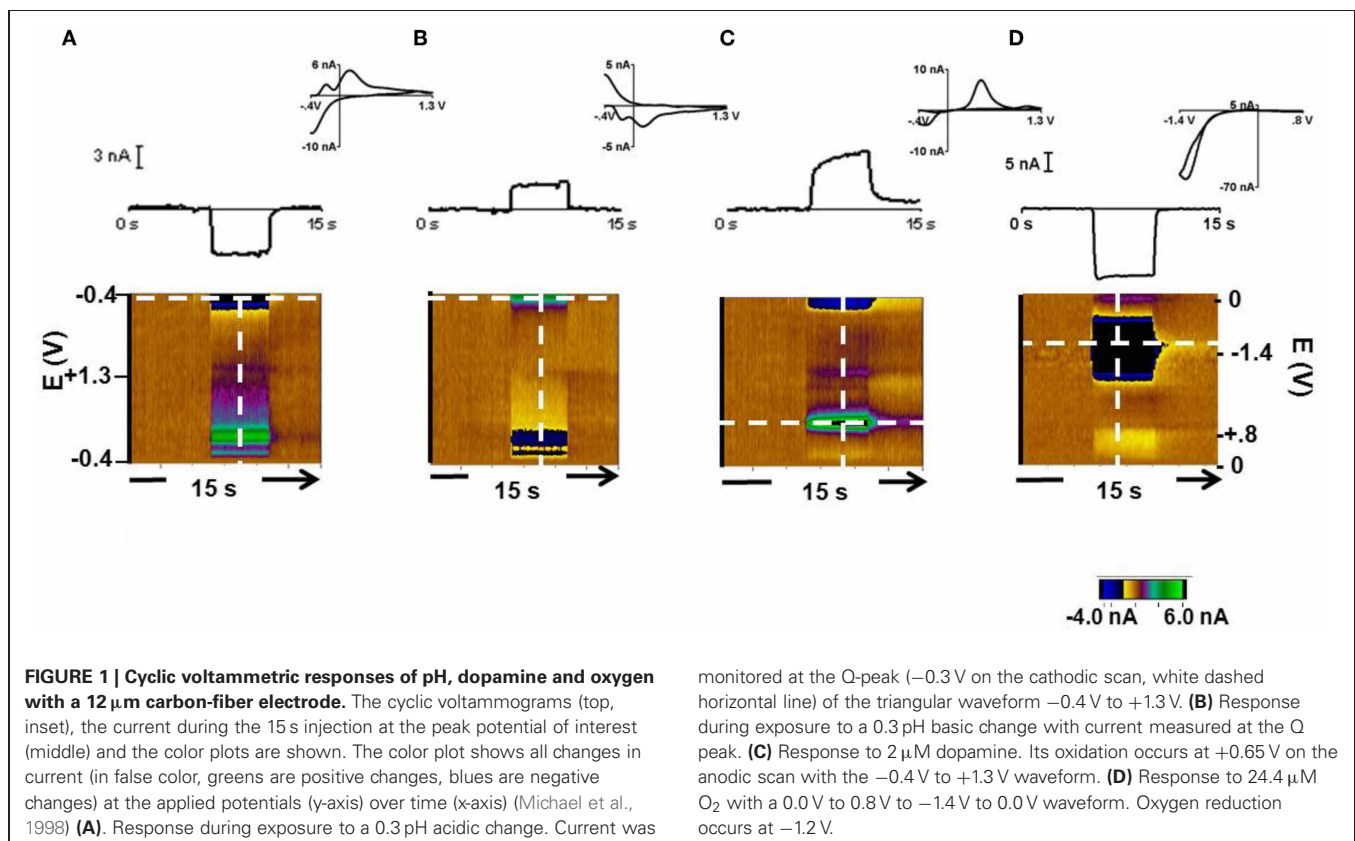 A
B
C
D
6 nA
-.4V
1.3 V
-10 nA
5 nA
-.4V
1.3 V
-5 nA
10 nA
-.4V
1.3 V
-10 nA
5 nA
-1.4 V
.8 V
-70 nA
3 nA
5 nA
0 s
15 s
0 s
15 s
0 s
15 s
0 s
15 s
-0.4
+1.3
-0.4
E (V)
0
-1.4
+.8
0
E (V)
15 s
15 s
15 s
15 s
-4.0 nA
6.0 nA
FIGURE 1 | Cyclic voltammetric responses of pH, dopamine and oxygen
with a 12 μm carbon-fiber electrode. The cyclic voltammograms (top,
inset), the current during the 15 s injection at the peak potential of interest
(middle) and the color plots are shown. The color plot shows all changes in
current (in false color, greens are positive changes, blues are negative
changes) at the applied potentials (y-axis) over time (x-axis) (Michael et al.,
1998) (A). Response during exposure to a 0.3 pH acidic change. Current was
monitored at the Q-peak (−0.3 V on the cathodic scan, white dashed
horizontal line) of the triangular waveform −0.4 V to +1.3 V. (B) Response
during exposure to a 0.3 pH basic change with current measured at the Q
peak. (C) Response to 2 μM dopamine. Its oxidation occurs at +0.65 V on the
anodic scan with the −0.4 V to +1.3 V waveform. (D) Response to 24.4 μM
O₂ with a 0.0 V to 0.8 V to −1.4 V to 0.0 V waveform. Oxygen reduction
occurs at −1.2 V.